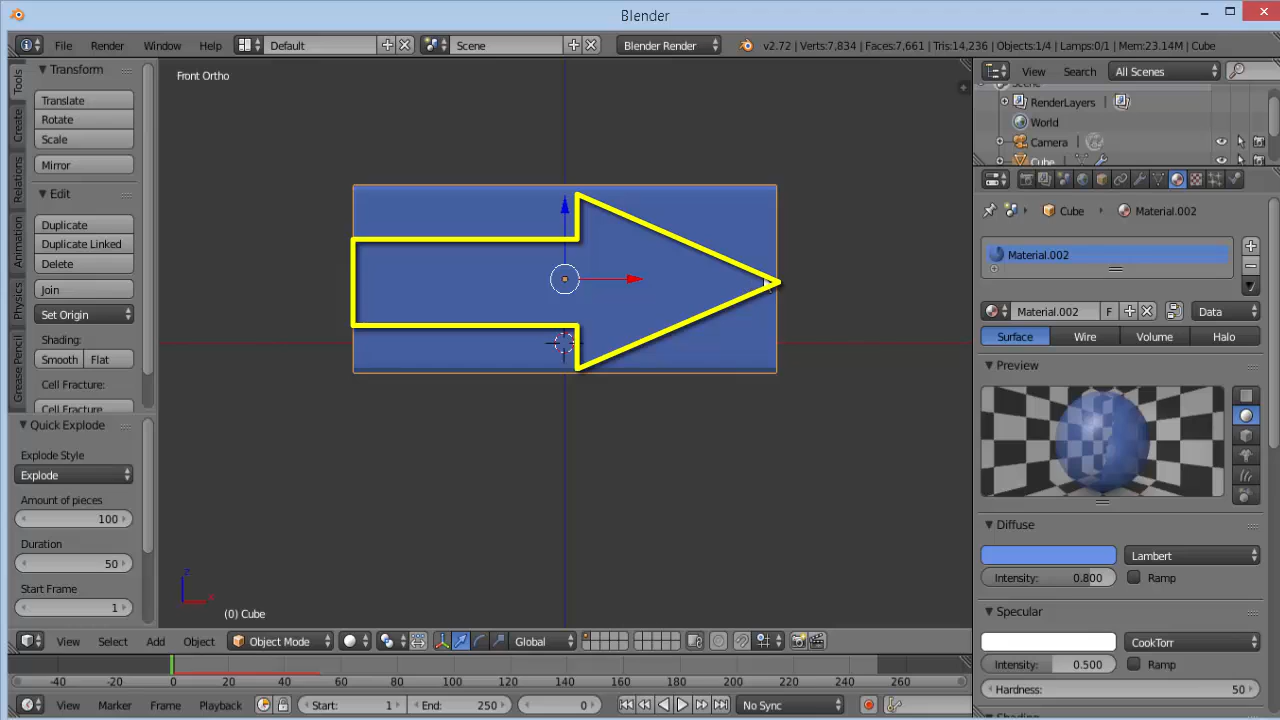 Blender
File Render Window Help Default Scene Blender Render v2.72 | Verts:7,834 | Faces:7,661 | Tris:14,236 | Objects:1/4 | Lamps:0/1 | Mem:23.14M | Cube
Tools
Create
Relations
Animation
Physics
Grease Pencil
Transform
Translate
Rotate
Scale
Mirror
Edit
Duplicate
Duplicate Linked
Delete
Join
Set Origin
Shading:
Smooth Flat
Cell Fracture:
Cell Fracture
Quick Explode
Explode Style
Explode
Amount of pieces
100
Duration
50
Start Frame
1
Front Ortho
z
x
(0) Cube
View Select Add Object Object Mode Global
-40 -20 0 20 40 60 80 100 120 140 160 180 200 220 240 260 280
View Marker Frame Playback Start: 1 End: 250 0 No Sync
View Search All Scenes
Scene
RenderLayers
World
Camera
Cube
Cube Material.002
Material.002
Material.002 F Data
Surface Wire Volume Halo
Preview
Diffuse
Lambert
Intensity: 0.800 Ramp
Specular
CookTorr
Intensity: 0.500 Ramp
Hardness: 50
Shading